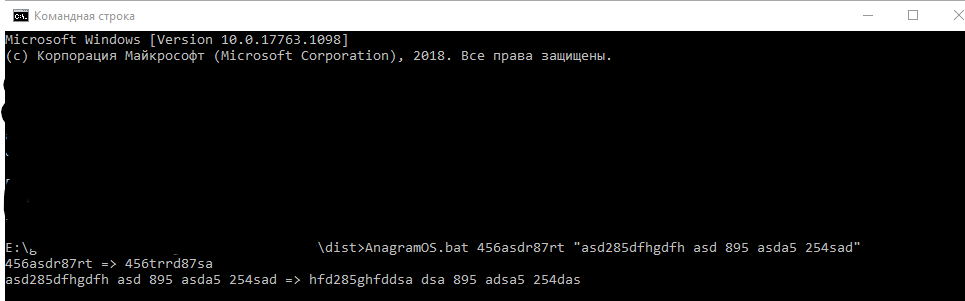 Командная строка
Microsoft Windows [Version 10.0.17763.1098]
(c) Корпорация Майкрософт (Microsoft Corporation), 2018. Все права защищены.
E:\ \dist>AnagramOS.bat 456asdr87rt "asd285dfhgdfh asd 895 asda5 254sad"
456asdr87rt => 456trrd87sa
asd285dfhgdfh asd 895 asda5 254sad => hfd285ghfddsa dsa 895 adsa5 254das